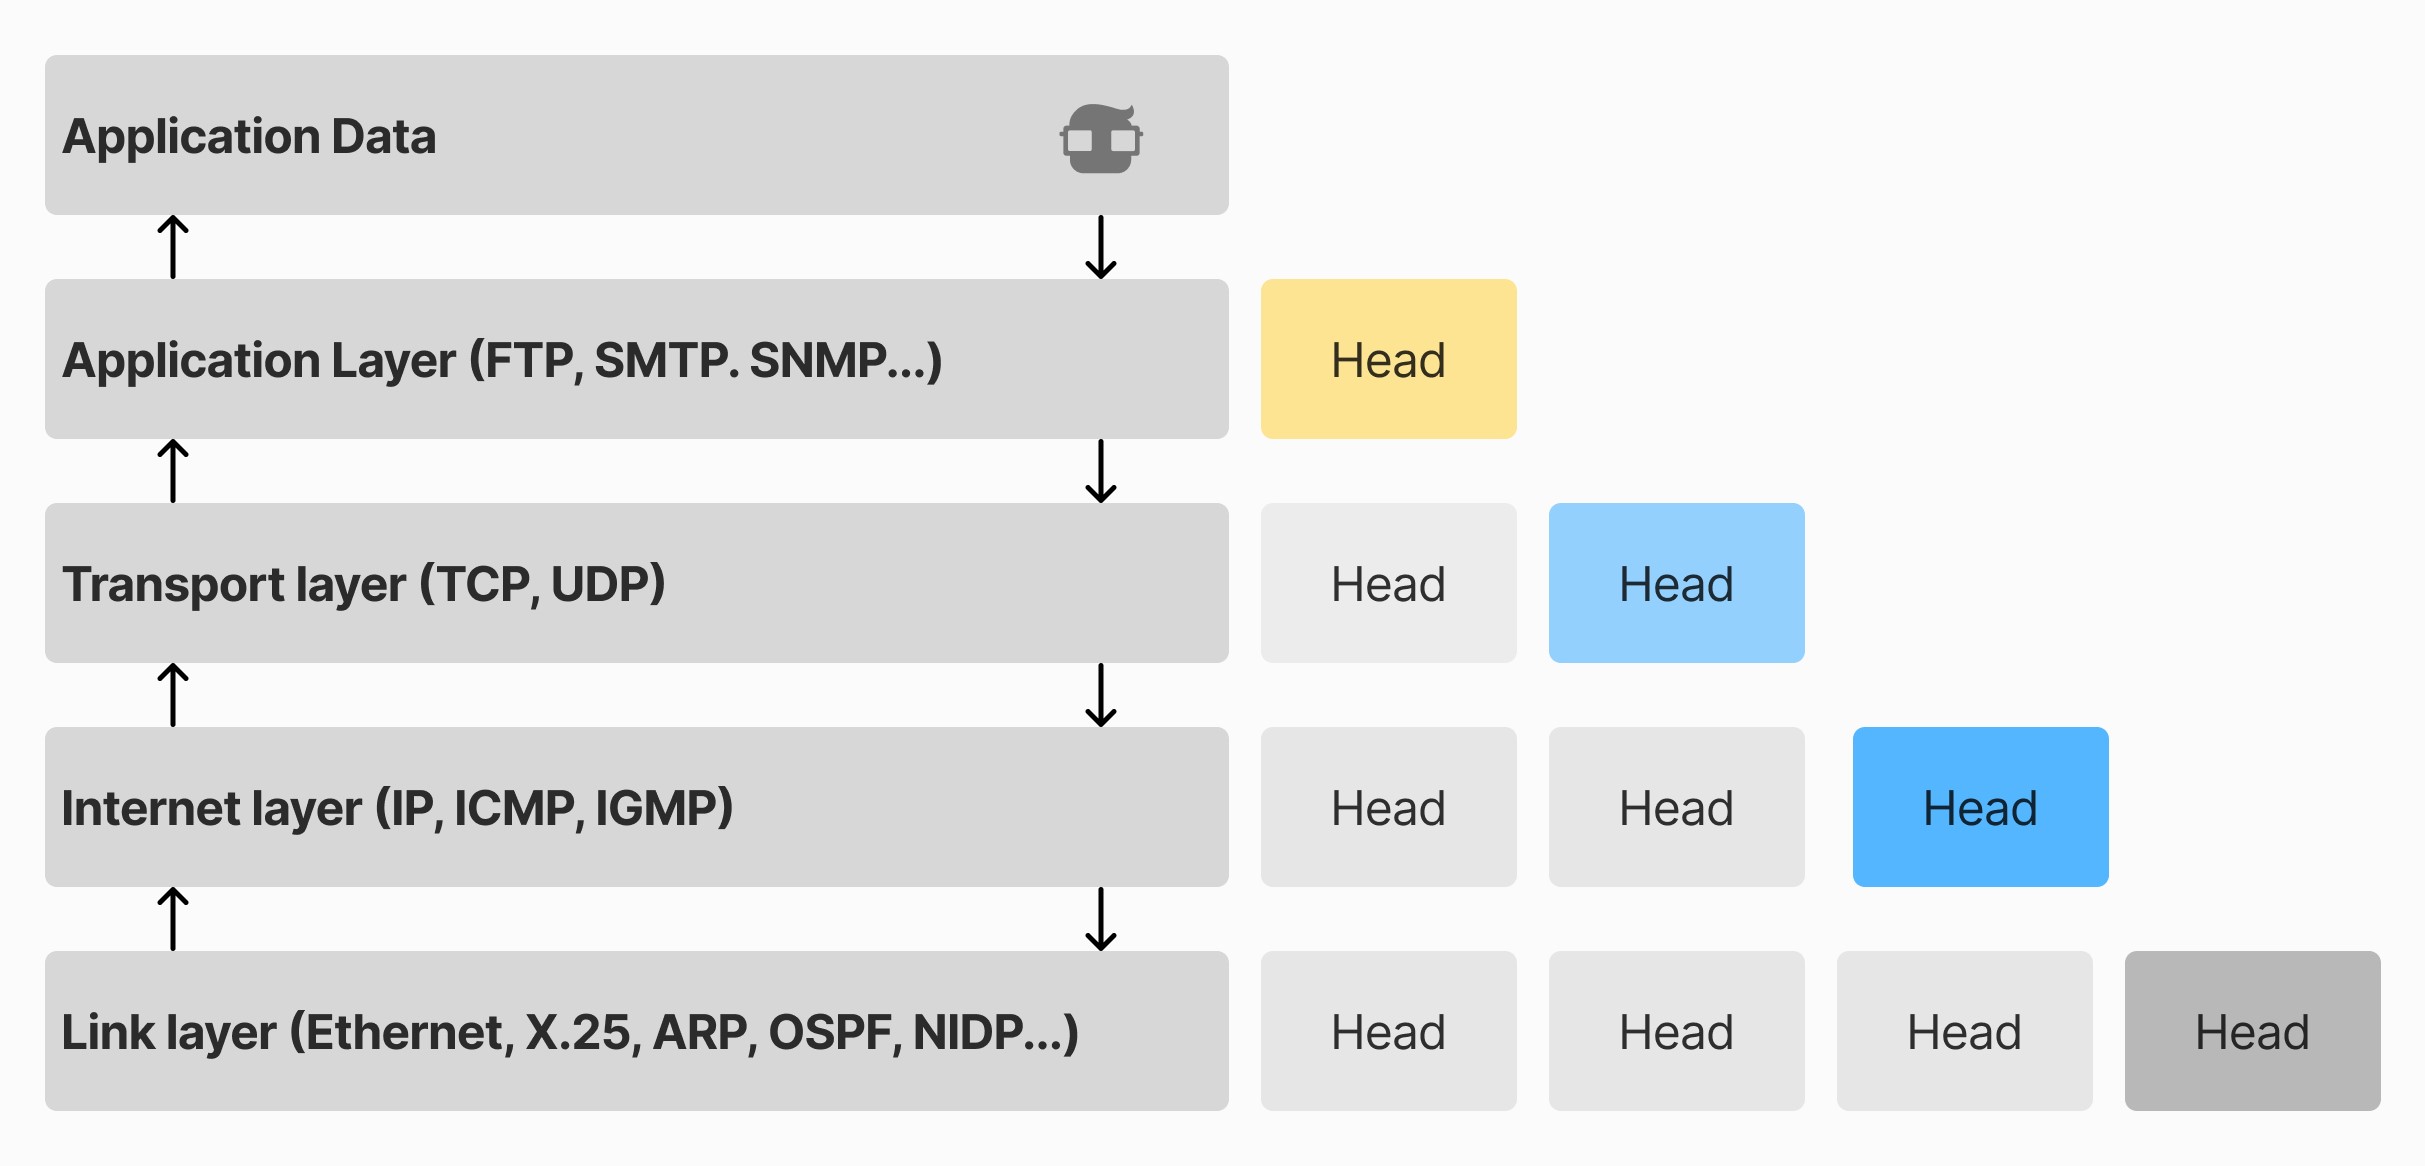 Application Data
Application Layer (FTP, SMTP. SNMP...)
Head
Transport layer (TCP, UDP)
Head
Head
Internet layer (IP, ICMP, IGMP)
Head
Head
Head
Link layer (Ethernet, X.25, ARP, OSPF, NIDP...)
Head
Head
Head
Head